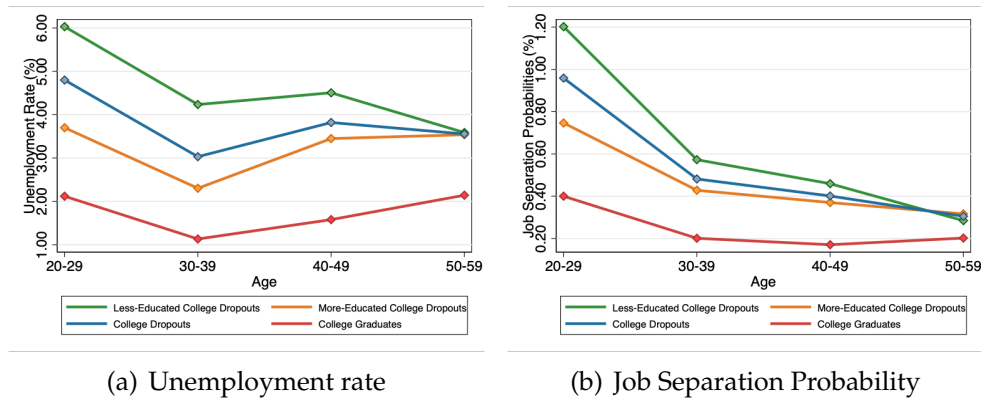 Unemployment Rate (%)
6.00
5.00
4.00
3.00
2.00
1.00
20-29 30-39 40-49 50-59
Age
Less-Educated College Dropouts More-Educated College Dropouts
College Dropouts College Graduates
(a) Unemployment rate
Job Separation Probabilities (%)
1.20
1.00
0.80
0.60
0.40
0.20
20-29 30-39 40-49 50-59
Age
Less-Educated College Dropouts More-Educated College Dropouts
College Dropouts College Graduates
(b) Job Separation Probability